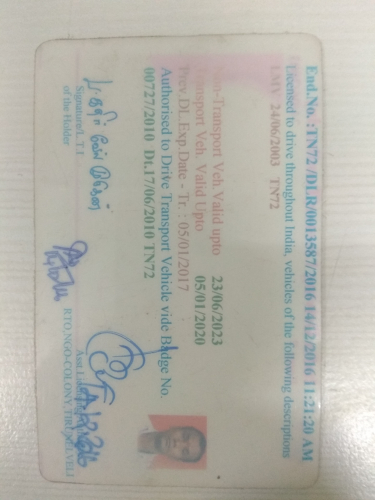 End.No. :TN72 /DLR/0013587/2016 14/12/2016 11:21:20 AM
Licensed to drive throughout India, vehicles of the following descriptions
LMV 24/06/2003 TN72
Non-Transport Veh. Valid upto 23/06/2023
Transport Veh. Valid Upto 05/01/2020
Prev.DL.Exp.Date - Tr. : 05/01/2017
Authorised to Drive Transport Vehicle vide Badge No.
00727/2010 Dt.17/06/2010 TN72
Signature/L.T.I
of the Holder
RTO,NGO-COLONY,TIRUNELVELI